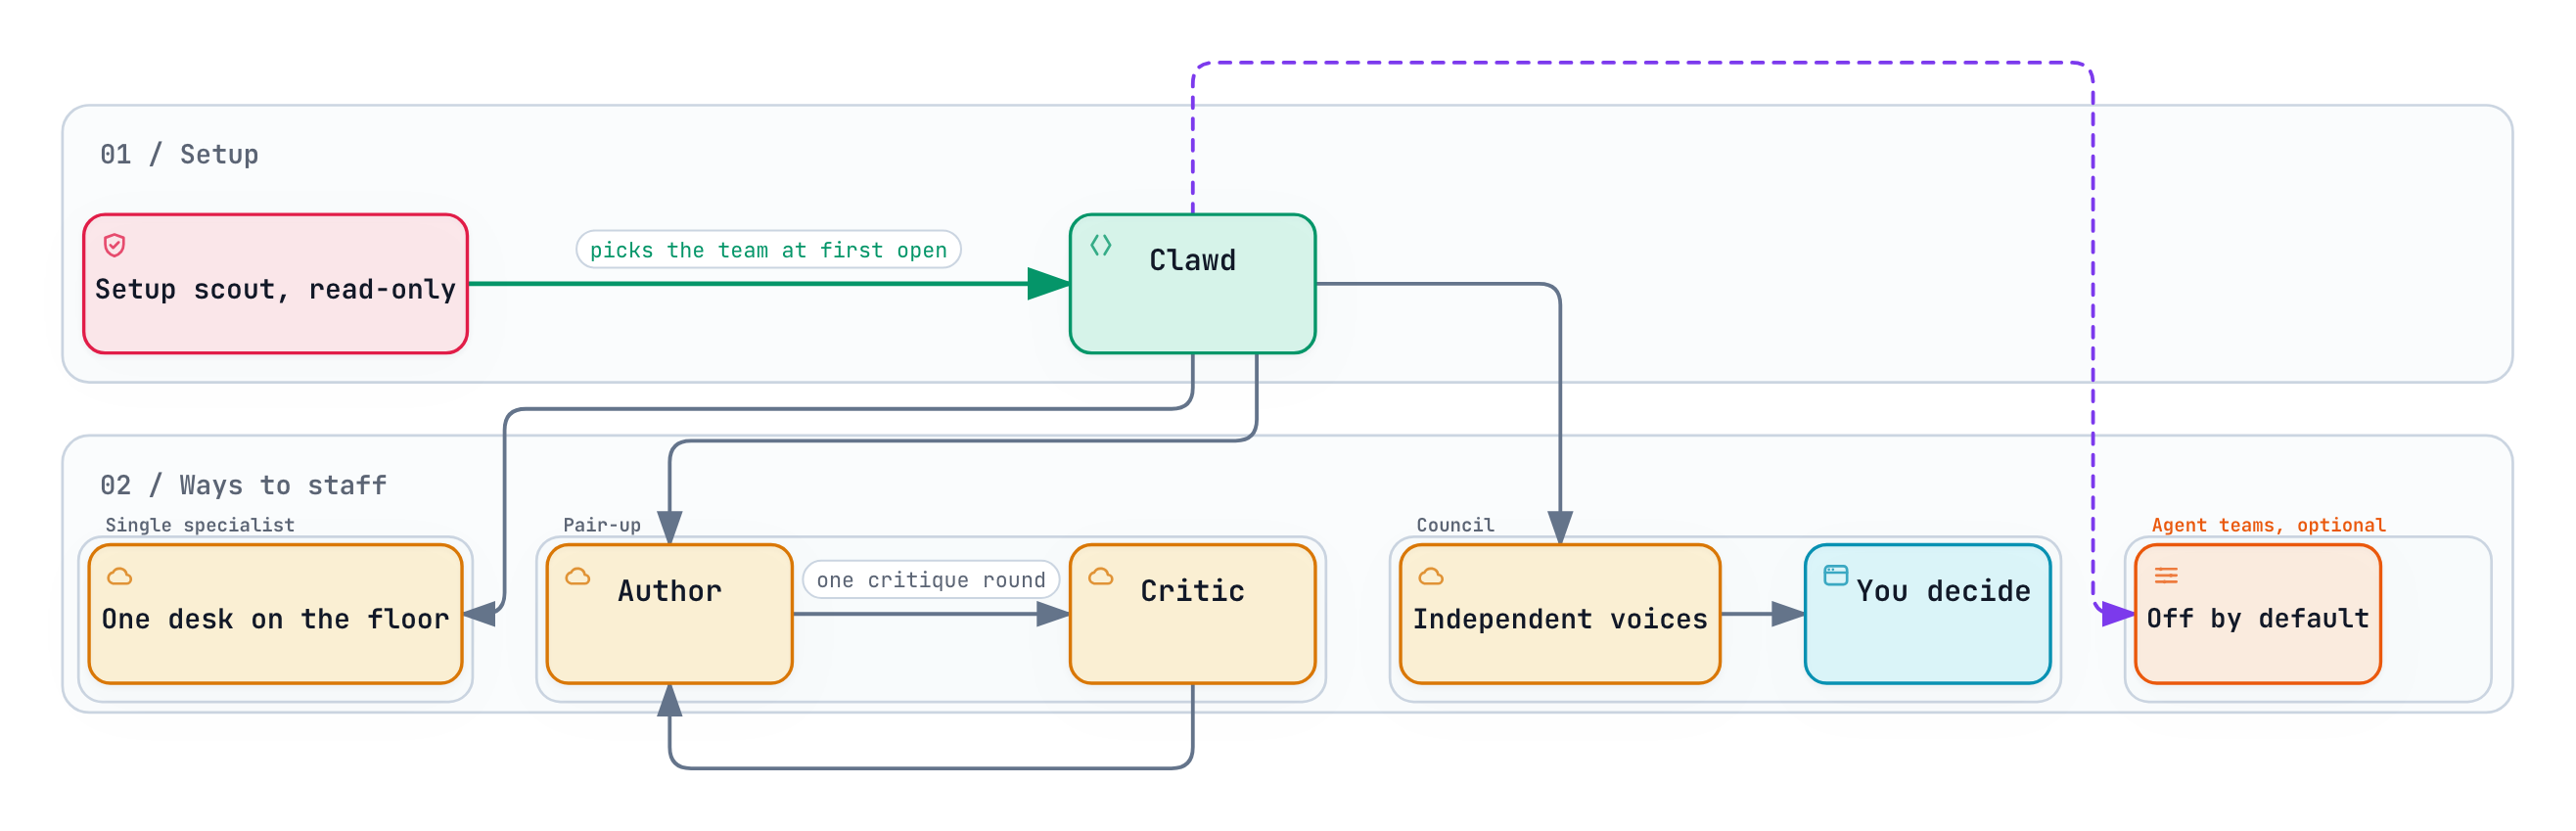 01 / Setup
picks the team at first open
Clawd
Setup scout, read-only
02 / Ways to staff
Single specialist
Pair-up
Council
Agent teams, optional
One desk on the floor
Author
one critique round
Critic
Independent voices
You decide
Off by default